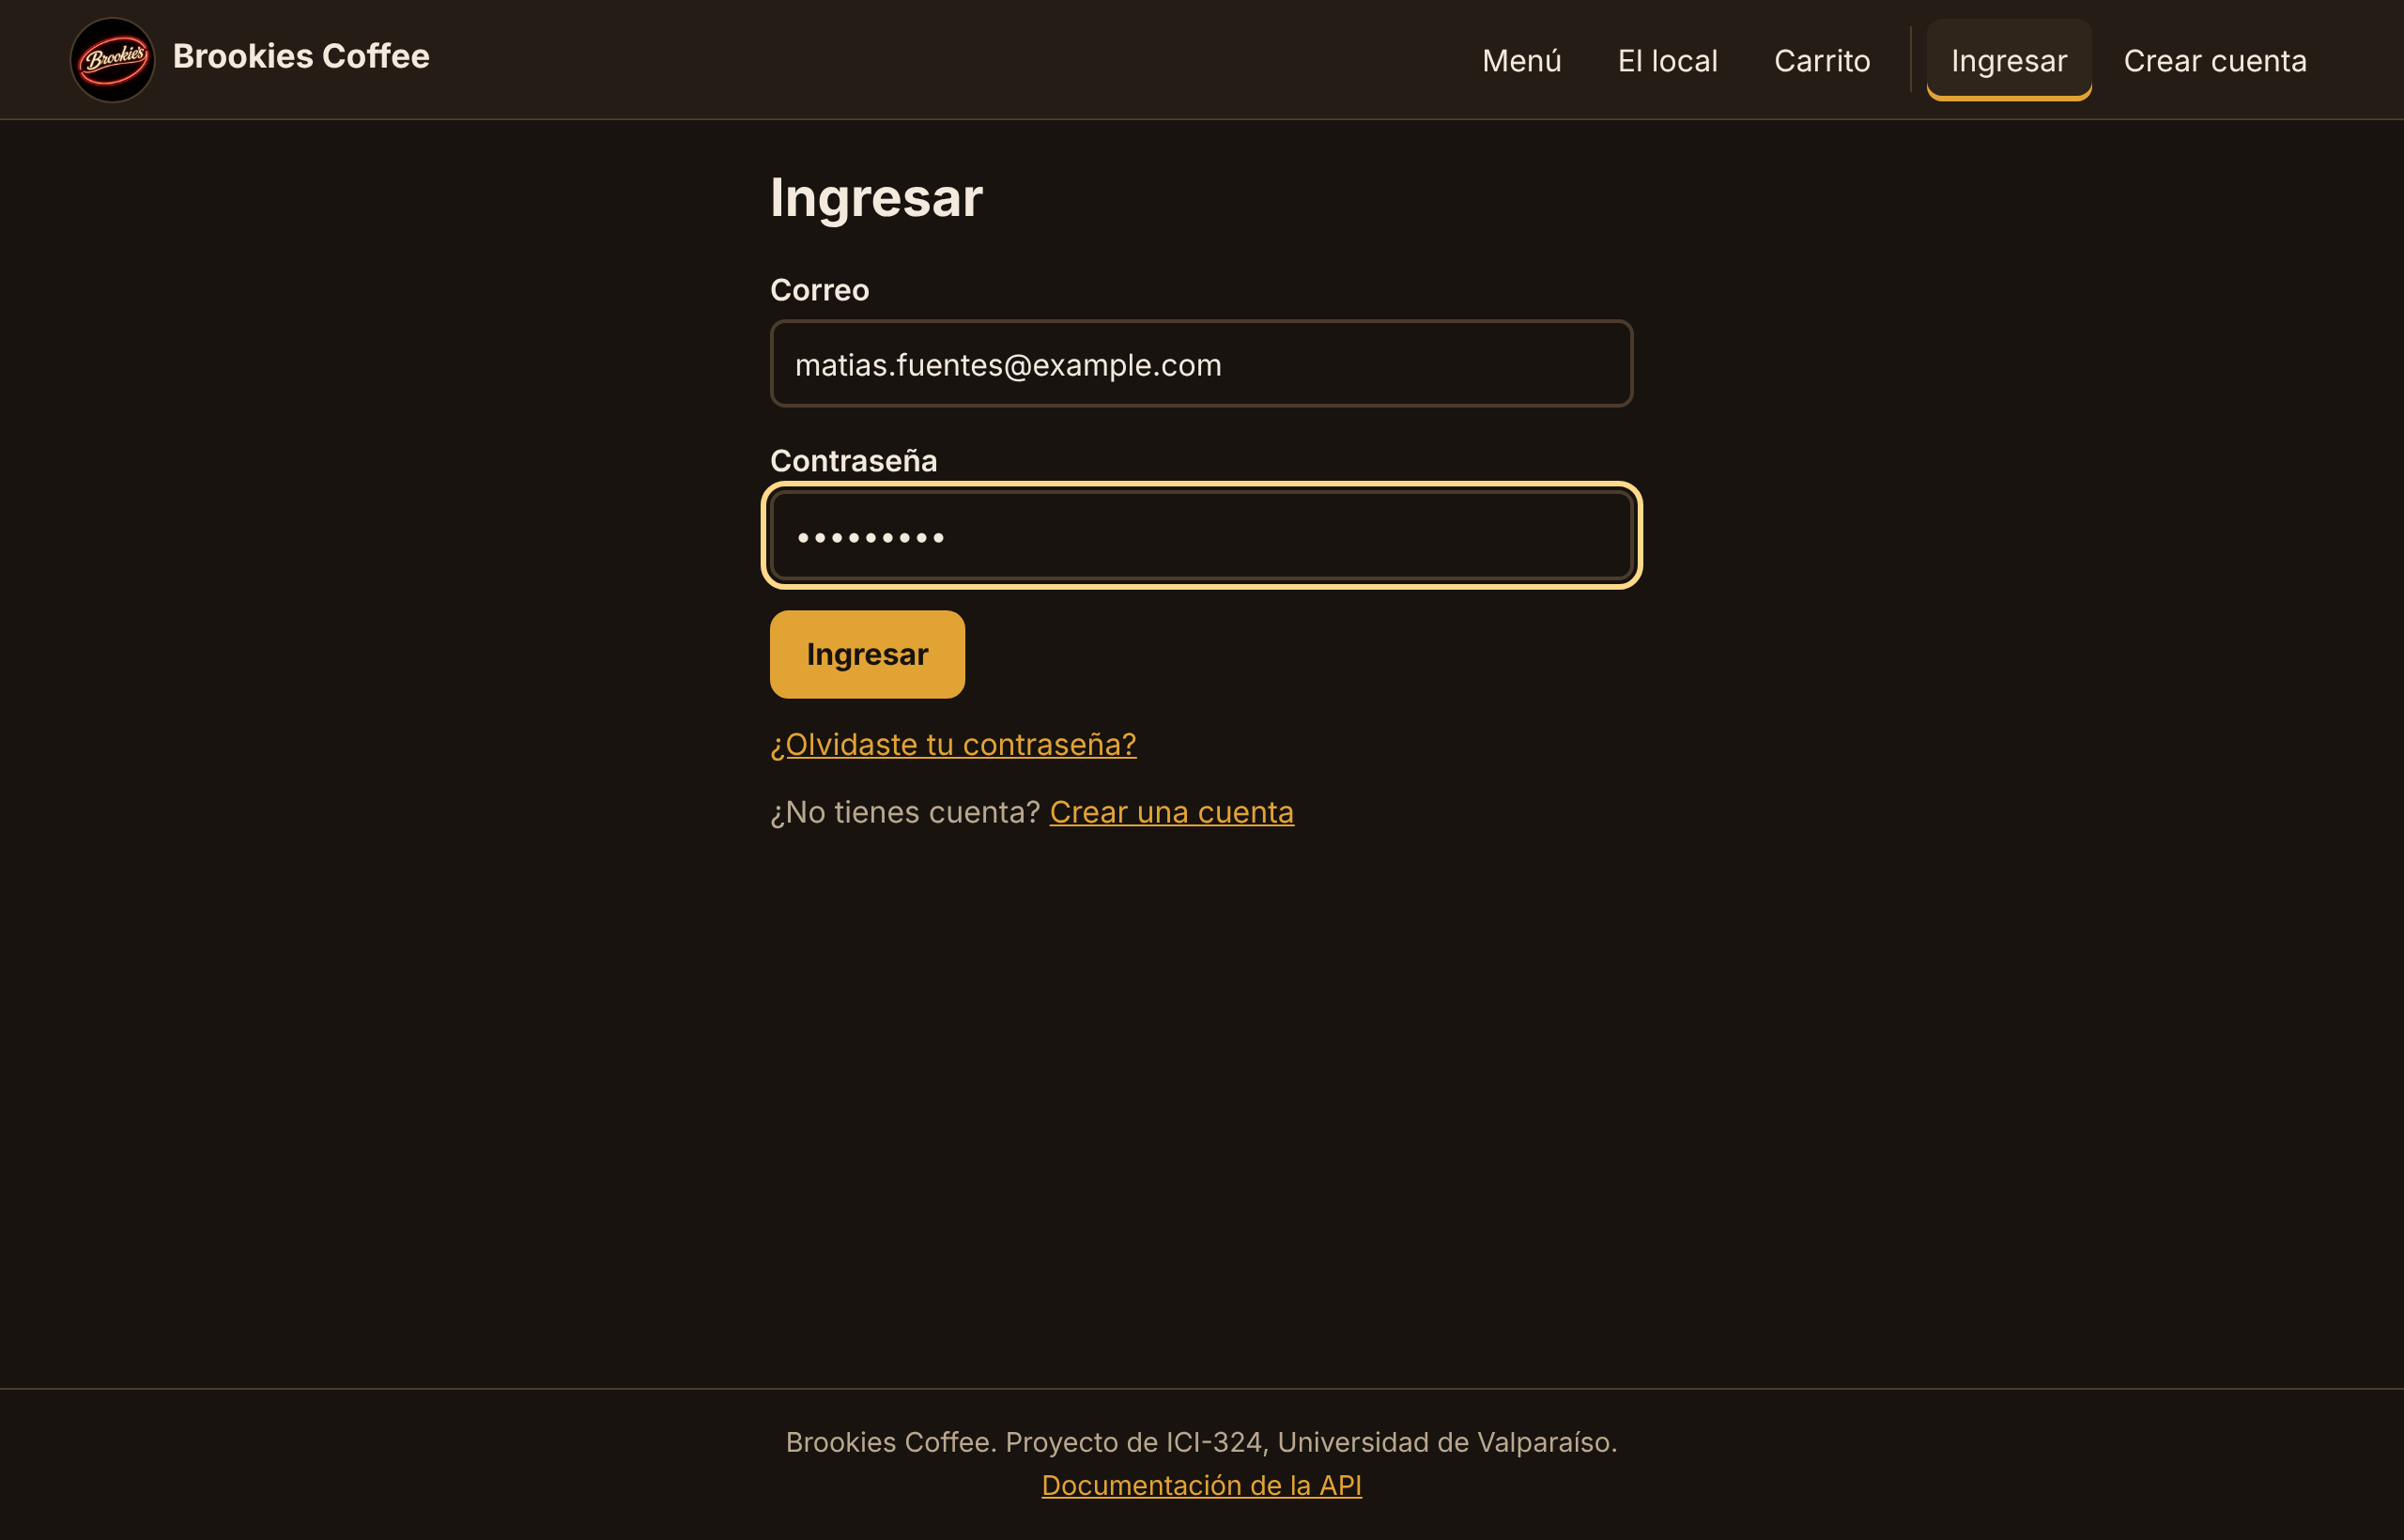 Brookie's
Brookies Coffee
Menú
El local
Carrito
Ingresar
Crear cuenta
Ingresar
Correo
matias.fuentes@example.com
Contraseña
•••••••••
Ingresar
¿Olvidaste tu contraseña?
¿No tienes cuenta? Crear una cuenta
Brookies Coffee. Proyecto de ICI-324, Universidad de Valparaíso.
Documentación de la API